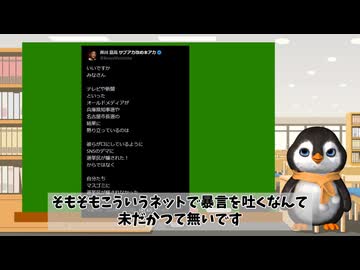 いいですか
みなさん
テレビや新聞
といった
オールドメディアが
兵庫県知事選や
名古屋市長選の
結果に
怒り立っているのは
彼らが口にしているように
SNSのデマに
選挙民が騙された！
からではなく
自分たち
マスゴミに
そもそもこういうネットで暴言を吐くなんて
未だかつて無いです